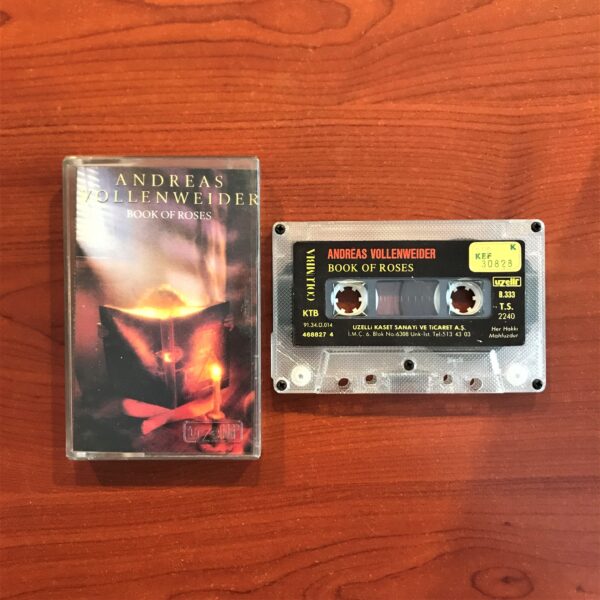 ANDREAS
VOLLENWEIDER
BOOK OF ROSES
uzelli
COLUMBIA
ANDREAS VOLLENWEIDER
BOOK OF ROSES
K
KEF
30828
uzelli
KTB
91.34.Ü.014
468827 4
B.333
T.S.
2240
UZELLi KASET SANAYi VE TiCARET A.Ş.
İ.M.Ç. 6. Blok No.6308 Unk-İst. Tel:513 43 03
Her Hakkı
Mahfuzdur